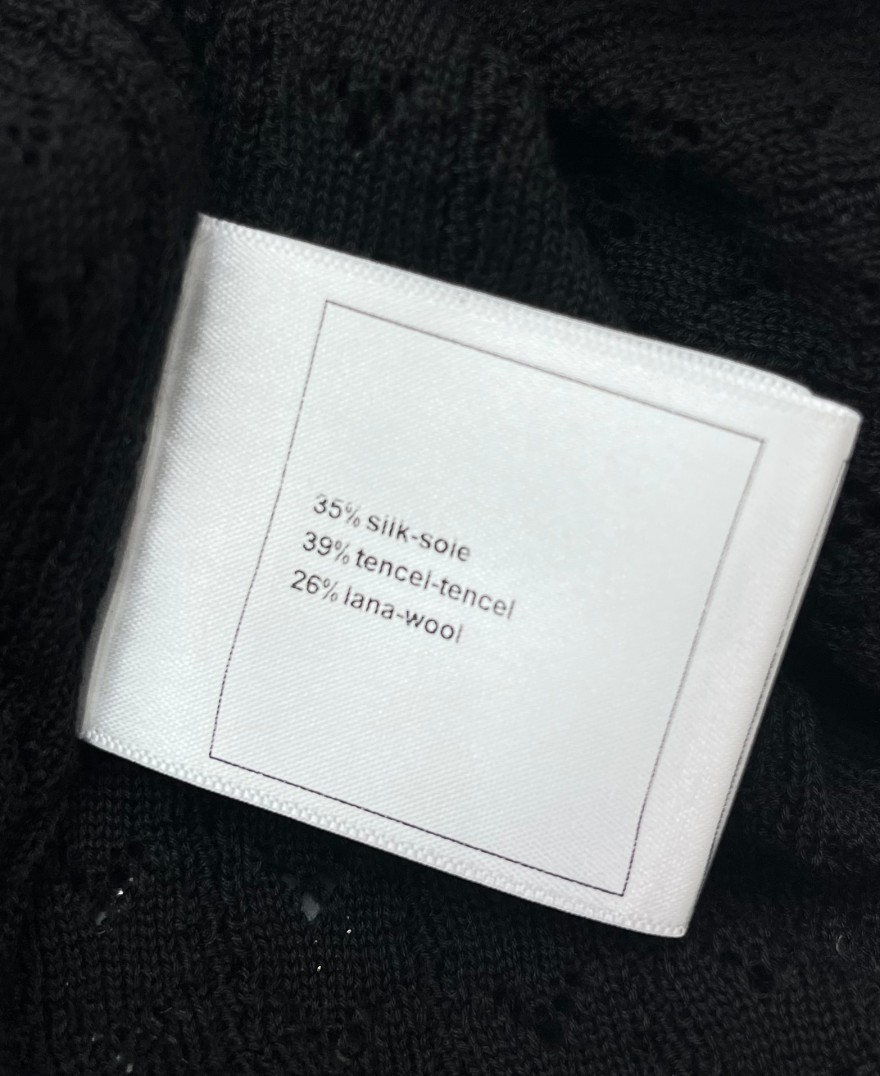 35% silk-soie
39% tencel-tencel
26% lana-wool